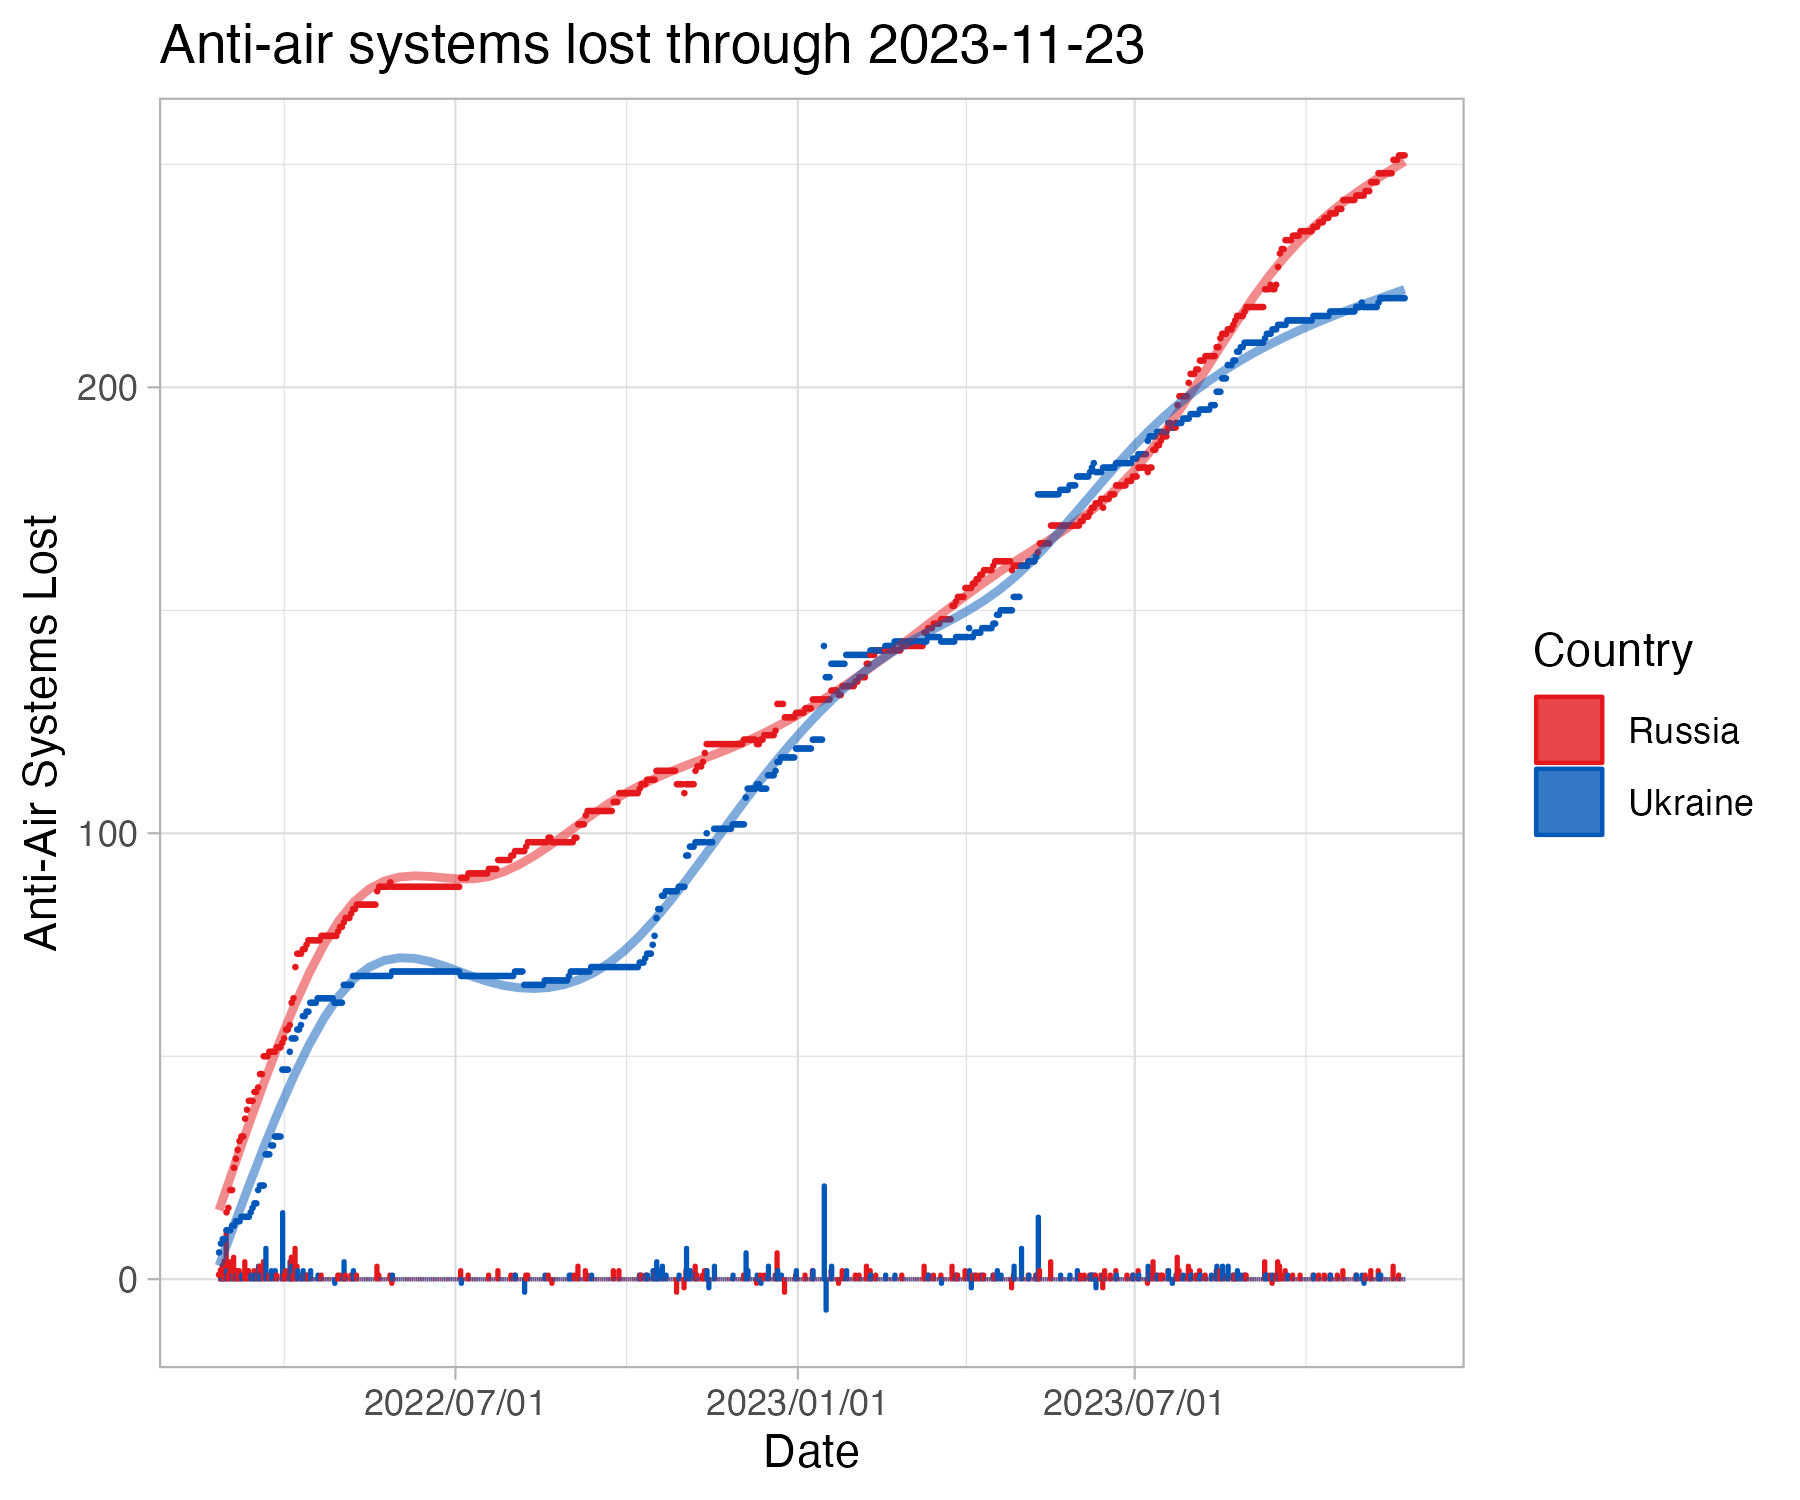 Anti-air systems lost through 2023-11-23
Anti-Air Systems Lost
200
100
0
2022/07/01
2023/01/01
2023/07/01
Date
Country
Russia
Ukraine